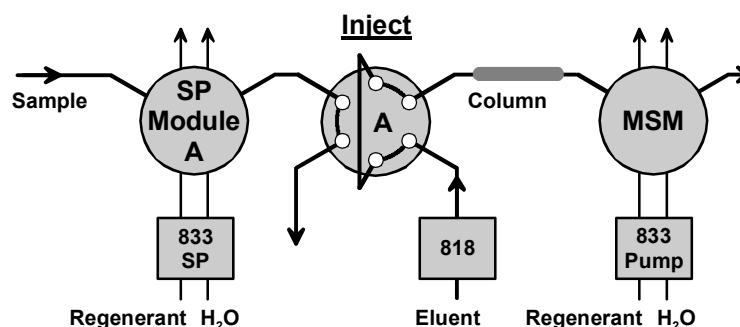 Inject
Sample
SP
Module
A
A
Column
MSM
833
SP
818
833
Pump
Regenerant H₂O
Eluent
Regenerant H₂O